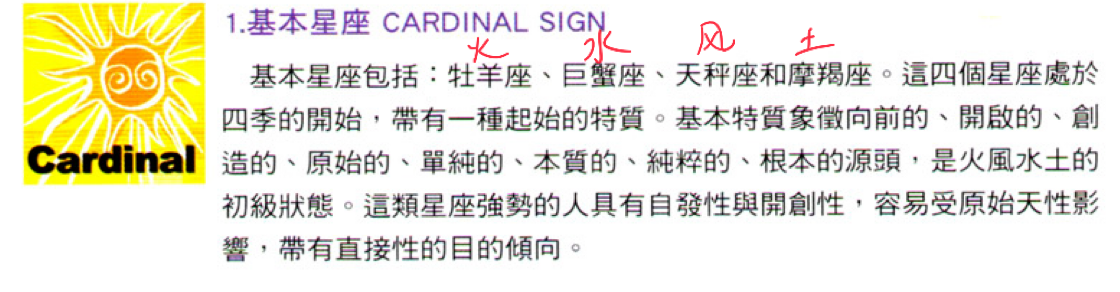 1.基本星座 CARDINAL SIGN
火 水 风 土
基本星座包括：牡羊座、巨蟹座、天秤座和摩羯座。這四個星座處於
四季的開始，帶有一種起始的特質。基本特質象徵向前的、開啟的、創
Cardinal
造的、原始的、單純的、本質的、純粹的、根本的源頭，是火風水土的
初級狀態。這類星座強勢的人具有自發性與開創性，容易受原始天性影
響，帶有直接性的目的傾向。